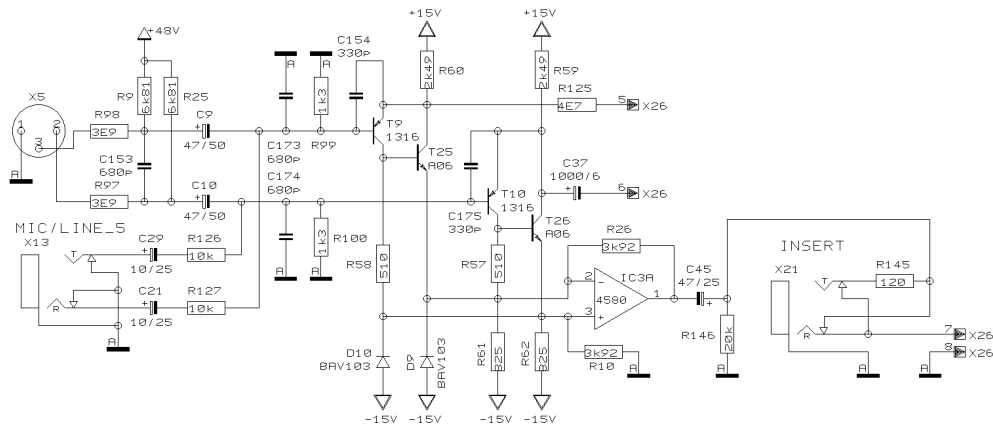 +15V
+15V
+48V
C154
330p
A
A
R60
2k49
R59
2k49
R125
4E7
5
X26
X5
R9
6k81
R25
6k81
1k3
1
2
3
R98
3E9
C9
+
47/50
T9
1316
C173
680p
R99
T25
A06
C153
680p
C37
1000/6
+
6
X26
A
R97
3E9
C10
+
47/50
C174
680p
T10
1316
C175
330p
T26
A06
MIC/LINE_5
X13
C29
+
10/25
R126
10k
1k3
R100
R58
510
R57
510
R26
3k92
INSERT
T
A
A
2
-
IC3A
4580
1
3
+
C45
47/25
+
X21
T
R145
120
R
C21
+
10/25
R127
10k
R146
20k
R
7
X26
8
X26
A
D10
BAV103
D9
BAV103
R61
825
R62
825
3k92
R10
A
A
A
A
-15V
-15V
-15V
-15V